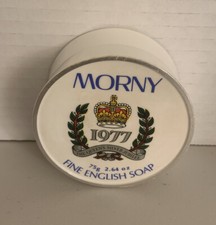 MORNY
1977
75g 2.64 oz
FINE ENGLISH SOAP